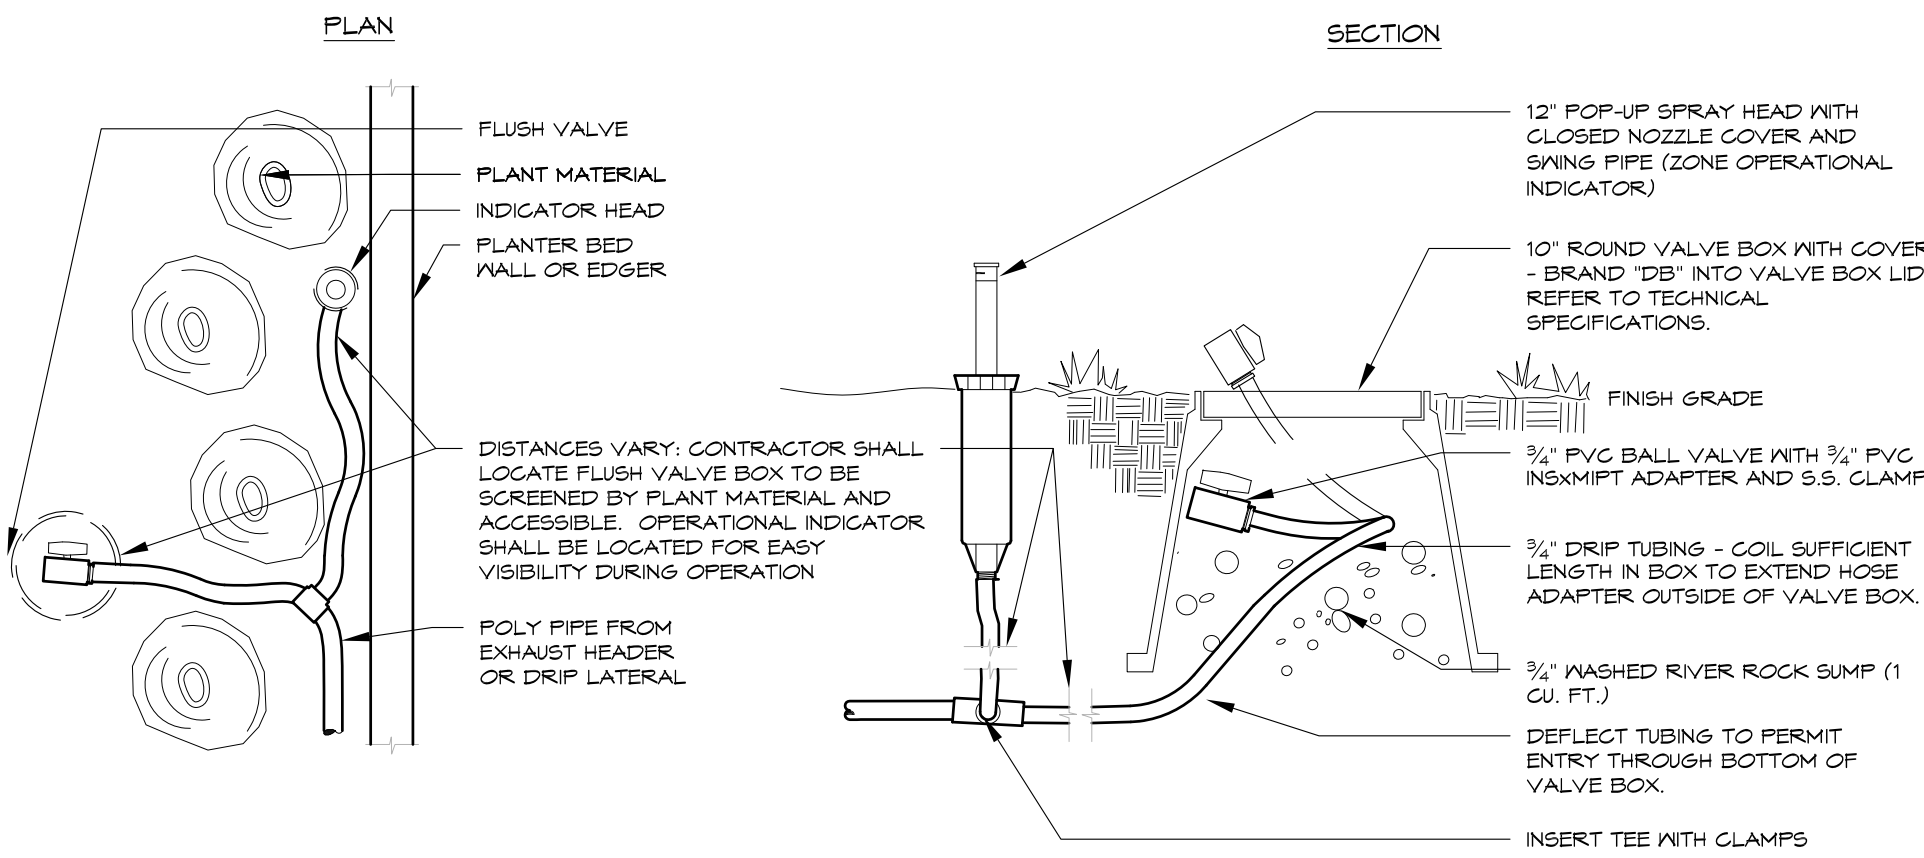 PLAN
FLUSH VALVE
PLANT MATERIAL
INDICATOR HEAD
PLANTER BED
WALL OR EDGER
DISTANCES VARY: CONTRACTOR SHALL
LOCATE FLUSH VALVE BOX TO BE
SCREENED BY PLANT MATERIAL AND
ACCESSIBLE. OPERATIONAL INDICATOR
SHALL BE LOCATED FOR EASY
VISIBILITY DURING OPERATION
POLY PIPE FROM
EXHAUST HEADER
OR DRIP LATERAL
SECTION
12" POP-UP SPRAY HEAD WITH
CLOSED NOZZLE COVER AND
SWING PIPE (ZONE OPERATIONAL
INDICATOR)
10" ROUND VALVE BOX WITH COVER
- BRAND "DB" INTO VALVE BOX LID
REFER TO TECHNICAL
SPECIFICATIONS.
FINISH GRADE
3/4" PVC BALL VALVE WITH 3/4" PVC
INSxMIPT ADAPTER AND S.S. CLAMP
3/4" DRIP TUBING - COIL SUFFICIENT
LENGTH IN BOX TO EXTEND HOSE
ADAPTER OUTSIDE OF VALVE BOX.
3/4" WASHED RIVER ROCK SUMP (1
CU. FT.)
DEFLECT TUBING TO PERMIT
ENTRY THROUGH BOTTOM OF
VALVE BOX.
INSERT TEE WITH CLAMPS